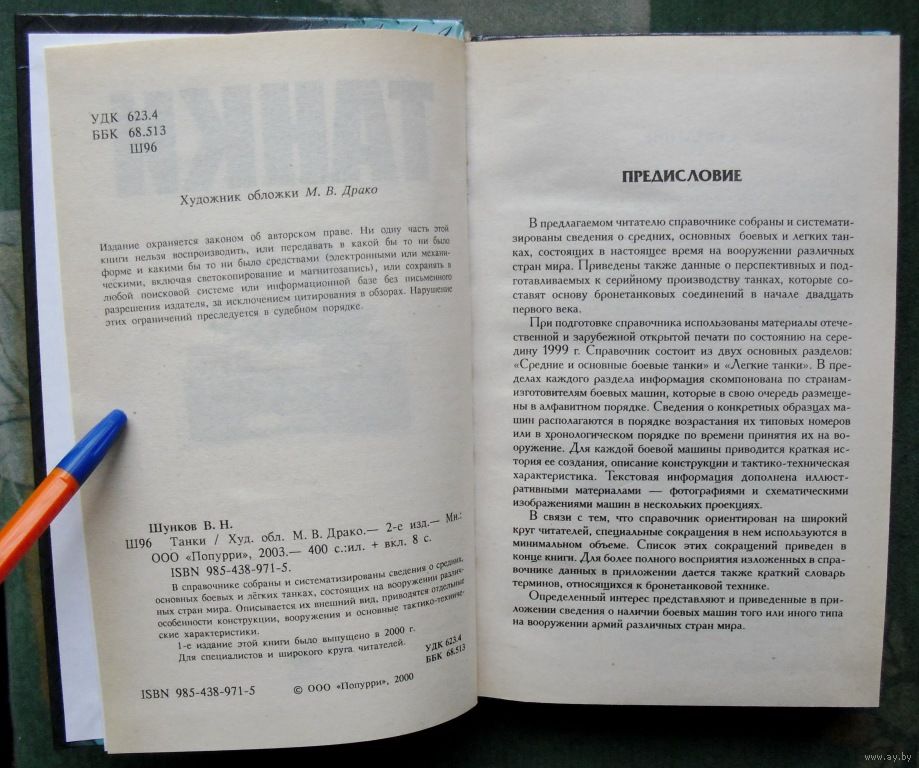 УДК 623.4
ББК 68.513
Ш96
Художник обложки М. В. Драко
Издание охраняется законом об авторском праве. Ни одну часть этой
книги нельзя воспроизводить, или передавать в какой бы то ни было
форме и какими бы то ни было средствами (электронными или механи-
ческими, включая светокопирование и магнитозапись), или сохранять в
любой поисковой системе или информационной базе без письменного
разрешения издателя, за исключением цитирования в обзорах. Нарушение
этих ограничений преследуется в судебном порядке.
Шунков В. Н.
Ш96 Танки / Худ. обл. М. В. Драко.— 2-е изд.— Мн.:
ООО «Попурри», 2003.— 400 с.:ил. + вкл. 8 с.
ISBN 985-438-971-5.
В справочнике собраны и систематизированы сведения о средних,
основных боевых и лёгких танках, состоящих на вооружении различ-
ных стран мира. Описывается их внешний вид, приводятся отдельные
особенности конструкции, вооружения и основные тактико-техниче-
ские характеристики.
1-е издание этой книги было выпущено в 2000 г.
Для специалистов и широкого круга читателей.
УДК 623.4
ББК 68.513
ISBN 985-438-971-5
© ООО «Попурри», 2000
ПРЕДИСЛОВИЕ
В предлагаемом читателю справочнике собраны и системати-
зированы сведения о средних, основных боевых и легких тан-
ках, состоящих в настоящее время на вооружении различных
стран мира. Приведены также данные о перспективных и под-
готавливаемых к серийному производству танках, которые со-
ставят основу бронетанковых соединений в начале двадцать
первого века.
При подготовке справочника использованы материалы отече-
ственной и зарубежной открытой печати по состоянию на сере-
дину 1999 г. Справочник состоит из двух основных разделов:
«Средние и основные боевые танки» и «Легкие танки». В пре-
делах каждого раздела информация скомпонована по странам-
изготовителям боевых машин, которые в свою очередь размеще-
ны в алфавитном порядке. Сведения о конкретных образцах ма-
шин располагаются в порядке возрастания их типовых номеров
или в хронологическом порядке по времени принятия их на во-
оружение. Для каждой боевой машины приводится краткая ис-
тория ее создания, описание конструкции и тактико-техническая
характеристика. Текстовая информация дополнена иллюст-
ративными материалами — фотографиями и схематическими
изображениями машин в нескольких проекциях.
В связи с тем, что справочник ориентирован на широкий
круг читателей, специальные сокращения в нем используются в
минимальном объеме. Список этих сокращений приведен в
конце книги. Для более полного восприятия изложенных в спра-
вочнике данных в приложении дается также краткий словарь
терминов, относящихся к бронетанковой технике.
Определенный интерес представляют и приведенные в при-
ложении сведения о наличии боевых машин того или иного типа
на вооружении армий различных стран мира.
www.ay.by